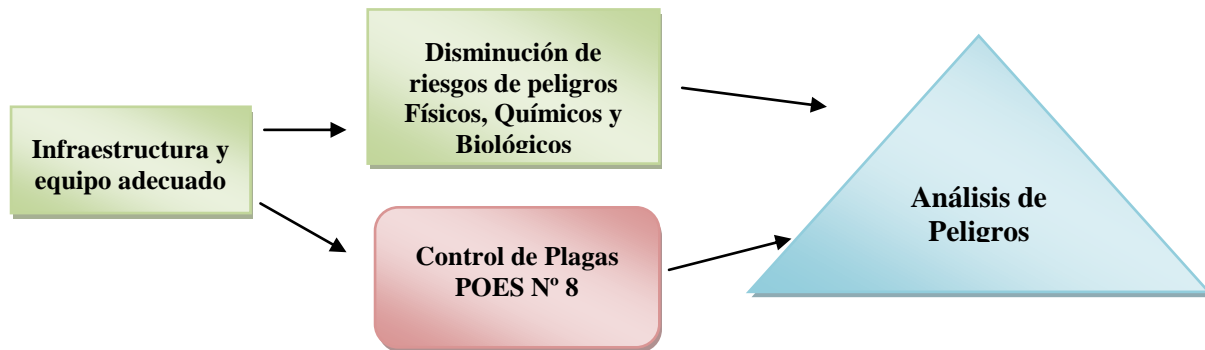 Infraestructura y
equipo adecuado
Disminución de
riesgos de peligros
Físicos, Químicos y
Biológicos
Control de Plagas
POES Nº 8
Análisis de
Peligros